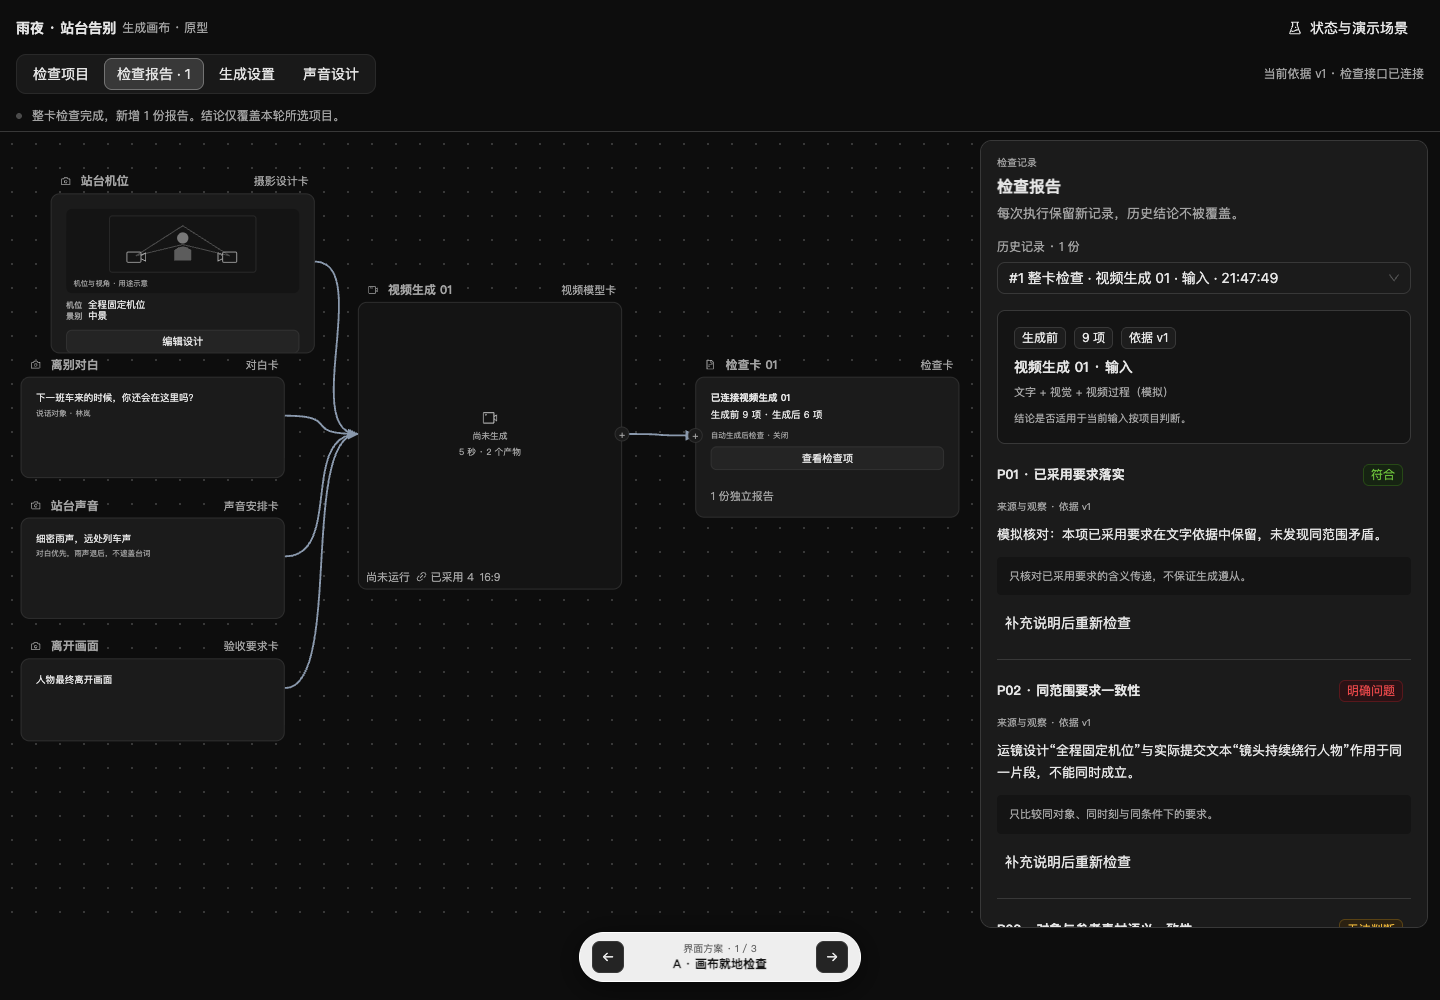 雨夜 · 站台告别 生成画布 · 原型
状态与演示场景
检查项目 检查报告 · 1 生成设置 声音设计
当前依据 v1 · 检查接口已连接
整卡检查完成，新增 1 份报告。结论仅覆盖本轮所选项目。
站台机位 摄影设计卡
机位与视角 · 用途示意
机位 全程固定机位
景别 中景
编辑设计
离别对白 对白卡
下一班车来的时候，你还会在这里吗？
说话对象 · 林岚
站台声音 声音安排卡
细密雨声，远处列车声
对白优先，雨声退后，不遮盖台词
离开画面 验收要求卡
人物最终离开画面
视频生成 01 视频模型卡
尚未生成
5 秒 · 2 个产物
尚未运行 已采用 4 16:9
检查卡 01 检查卡
已连接视频生成 01
生成前 9 项 · 生成后 6 项
自动生成后检查 · 关闭
查看检查项
1 份独立报告
检查记录
检查报告
每次执行保留新记录，历史结论不被覆盖。
历史记录 · 1 份
#1 整卡检查 · 视频生成 01 · 输入 · 21:47:49
生成前 9 项 依据 v1
视频生成 01 · 输入
文字 + 视觉 + 视频过程（模拟）
结论是否适用于当前输入按项目判断。
P01 · 已采用要求落实 符合
来源与观察 · 依据 v1
模拟核对：本项已采用要求在文字依据中保留，未发现同范围矛盾。
只核对已采用要求的含义传递，不保证生成遵从。
补充说明后重新检查
P02 · 同范围要求一致性 明确问题
来源与观察 · 依据 v1
运镜设计“全程固定机位”与实际提交文本“镜头持续绕行人物”作用于同
一片段，不能同时成立。
只比较同对象、同时刻与同条件下的要求。
补充说明后重新检查
界面方案 · 1 / 3
A · 画布就地检查